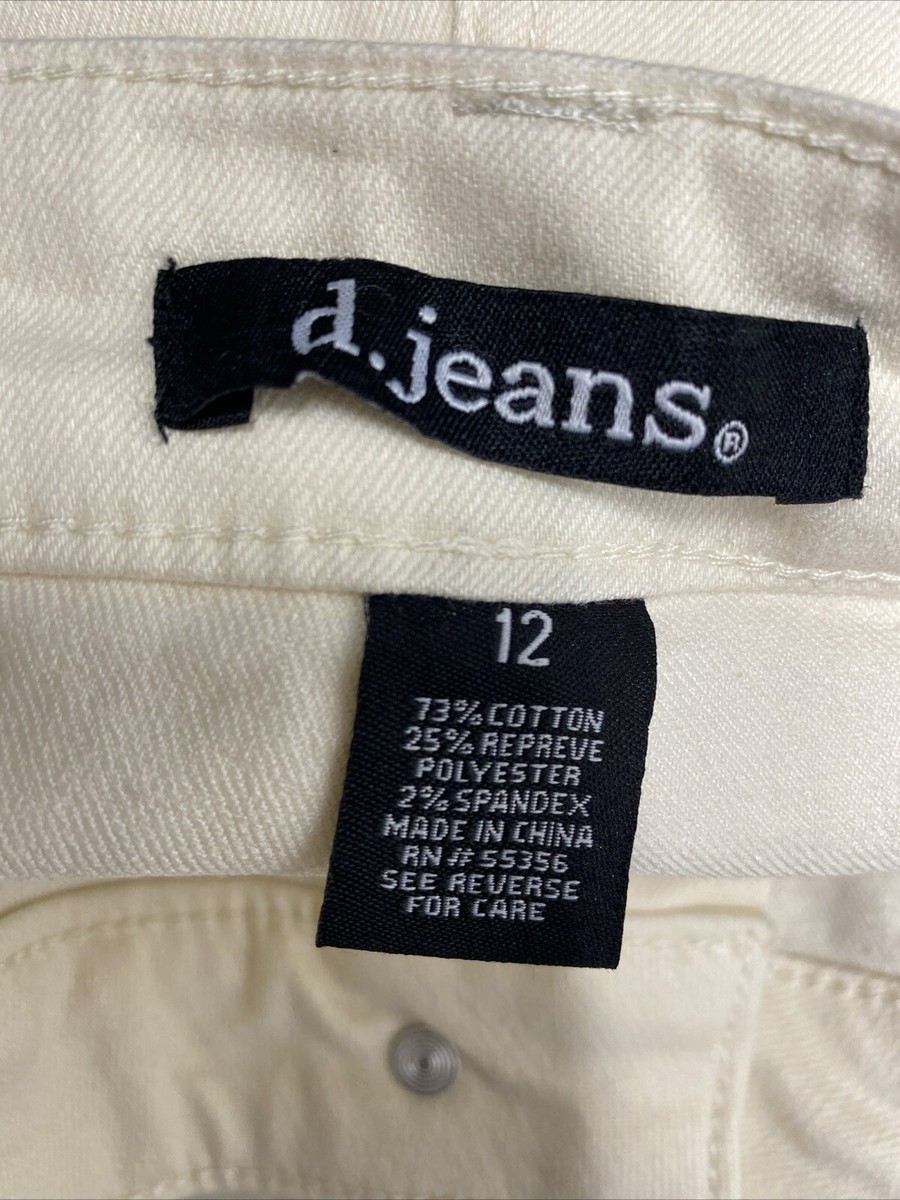 d.jeans®
12
73% COTTON
25% REPREVE
POLYESTER
2% SPANDEX
MADE IN CHINA
RN # 55356
SEE REVERSE
FOR CARE